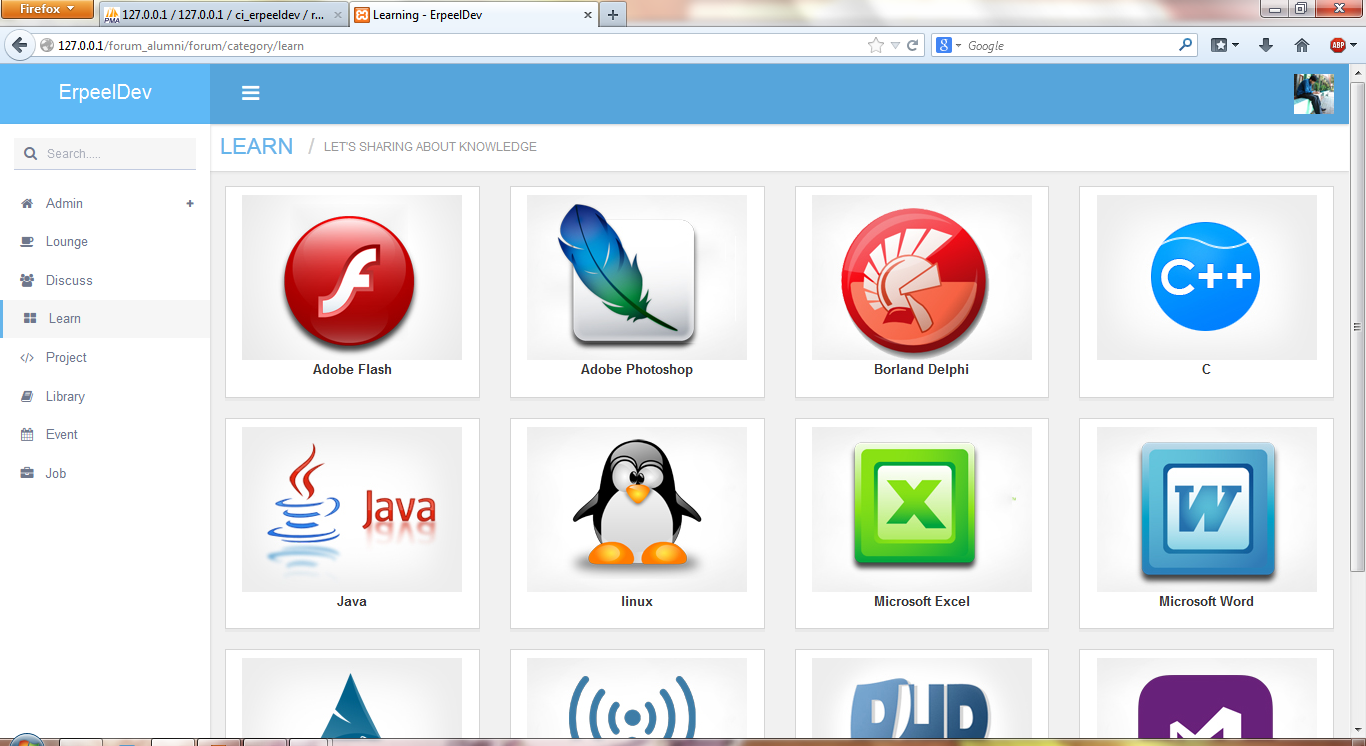 Firefox
127.0.0.1 / 127.0.0.1 / ci_erpeeldev / r...
Learning - ErpeelDev
127.0.0.1/forum_alumni/forum/category/learn
Google
ErpeelDev
LEARN / LET'S SHARING ABOUT KNOWLEDGE
Search.....
Admin
Lounge
Discuss
Learn
Project
Library
Event
Job
Adobe Flash
Adobe Photoshop
Borland Delphi
C++
C
Java
Java
linux
X
Microsoft Excel
W
Microsoft Word